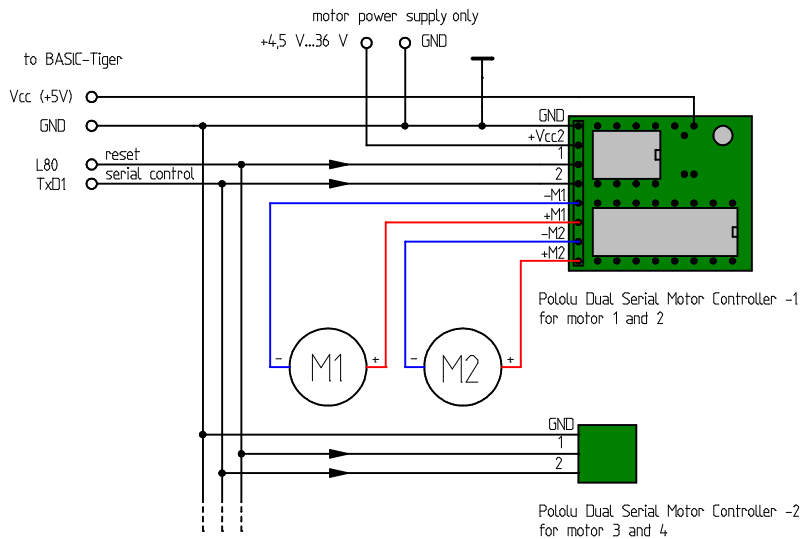 motor power supply only
+4,5 V...36 V
GND
to BASIC-Tiger
Vcc (+5V)
GND
L80
reset
TxD1
serial control
GND
+Vcc2
1
2
-M1
+M1
-M2
+M2
Pololu Dual Serial Motor Controller -1
for motor 1 and 2
- M1 +
- M2 +
GND
1
2
Pololu Dual Serial Motor Controller -2
for motor 3 and 4